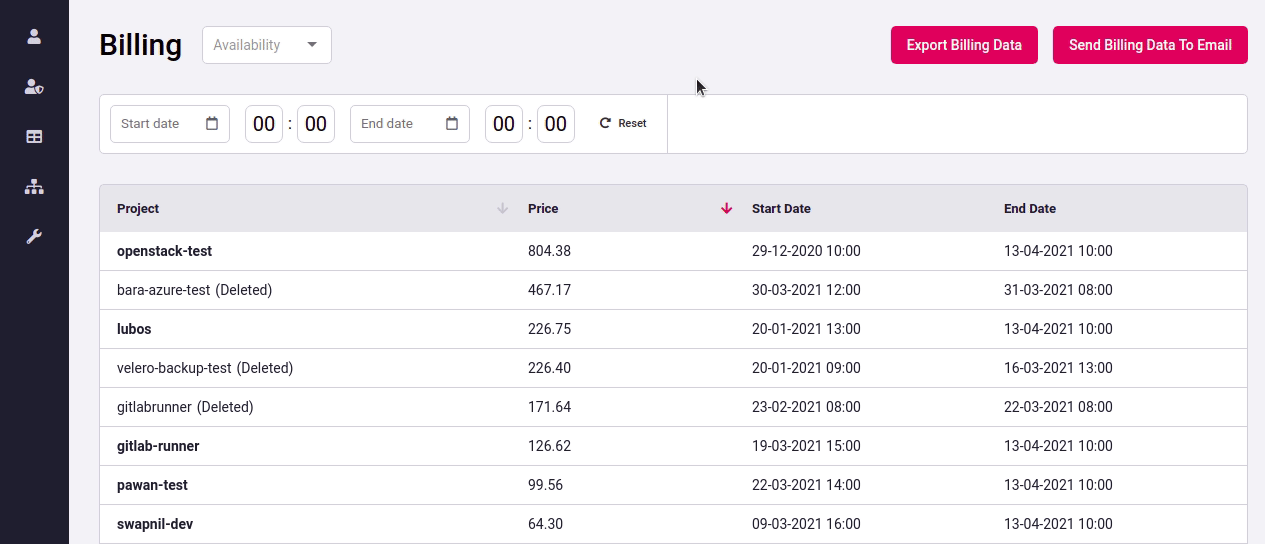 Billing Availability Export Billing Data Send Billing Data To Email
Start date 00 : 00 End date 00 : 00 Reset
Project Price Start Date End Date
openstack-test 804.38 29-12-2020 10:00 13-04-2021 10:00
bara-azure-test (Deleted) 467.17 30-03-2021 12:00 31-03-2021 08:00
lubos 226.75 20-01-2021 13:00 13-04-2021 10:00
velero-backup-test (Deleted) 226.40 20-01-2021 09:00 16-03-2021 13:00
gitlabrunner (Deleted) 171.64 23-02-2021 08:00 22-03-2021 08:00
gitlab-runner 126.62 19-03-2021 15:00 13-04-2021 10:00
pawan-test 99.56 22-03-2021 14:00 13-04-2021 10:00
swapnil-dev 64.30 09-03-2021 16:00 13-04-2021 10:00